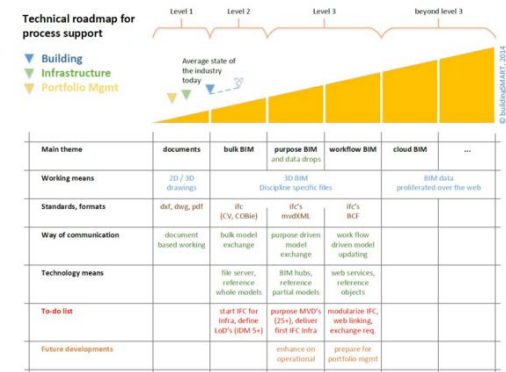 Technical roadmap for
process support
Level 1
Level 2
Level 3
beyond level 3
Building
Infrastructure
Portfolio Mgmt
Average state of
the industry
today
© buildingSMART, 2014
Main theme
documents
bulk BIM
purpose BIM
and data drops
workflow BIM
cloud BIM
...
Working means
2D / 3D
drawings
3D BIM
Discipline specific files
BIM data
proliferated over the web
Standards, formats
dxf, dwg, pdf
ifc
(CV, COBie)
ifc's
mvdXML
ifc's
BCF
Way of communication
document
based working
bulk model
exchange
purpose driven
model
exchange
work flow
driven model
updating
Technology means
file server,
reference
whole models
BIM hubs,
reference
partial models
web services,
reference
objects
To-do list
start IFC for
Infra, define
LoD's (IDM 5+)
purpose MVD's
(25+), deliver
first IFC Infra
modularize IFC,
web linking,
exchange req.
Future developments
enhance on
operational
prepare for
portfolio mgmt